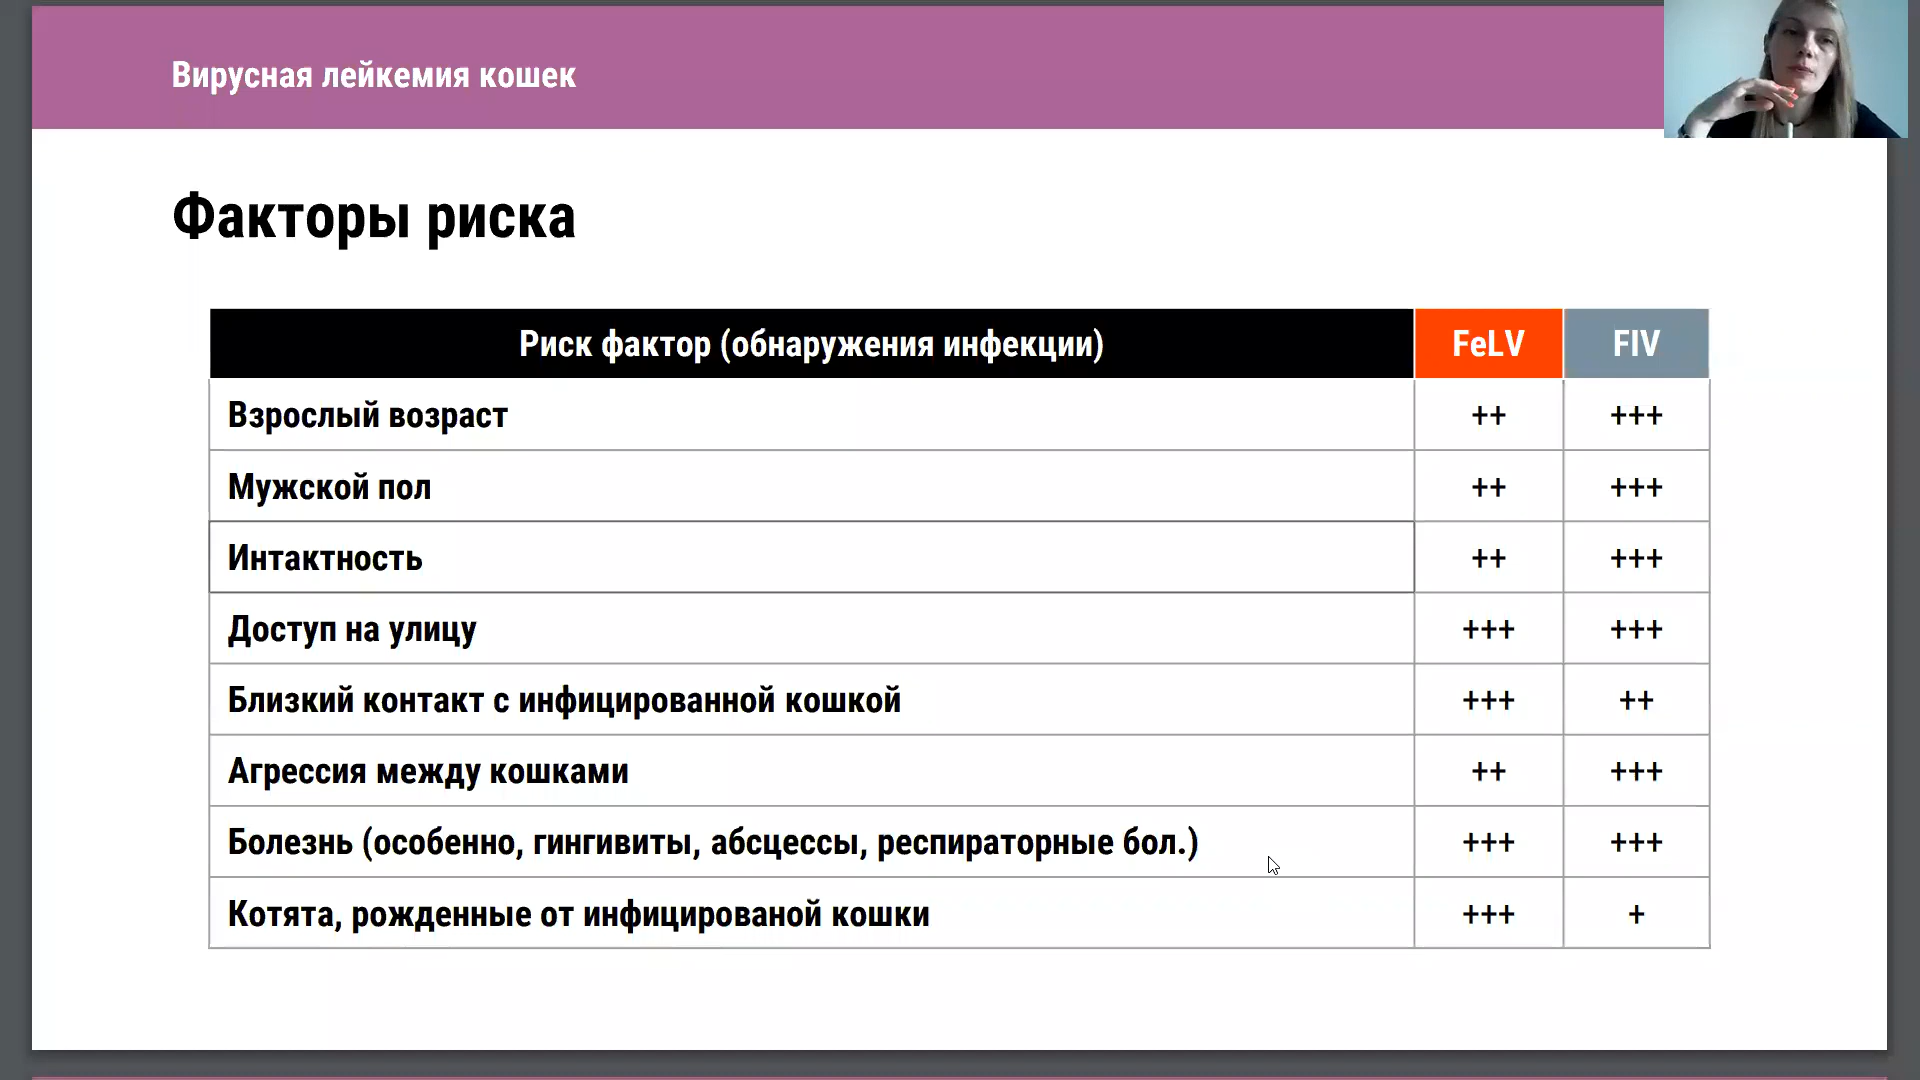 Вирусная лейкемия кошек
Факторы риска
Риск фактор (обнаружения инфекции) FeLV FIV
Взрослый возраст ++ +++
Мужской пол ++ +++
Интактность ++ +++
Доступ на улицу +++ +++
Близкий контакт с инфицированной кошкой +++ ++
Агрессия между кошками ++ +++
Болезнь (особенно, гингивиты, абсцессы, респираторные бол.) +++ +++
Котята, рожденные от инфицированой кошки +++ +